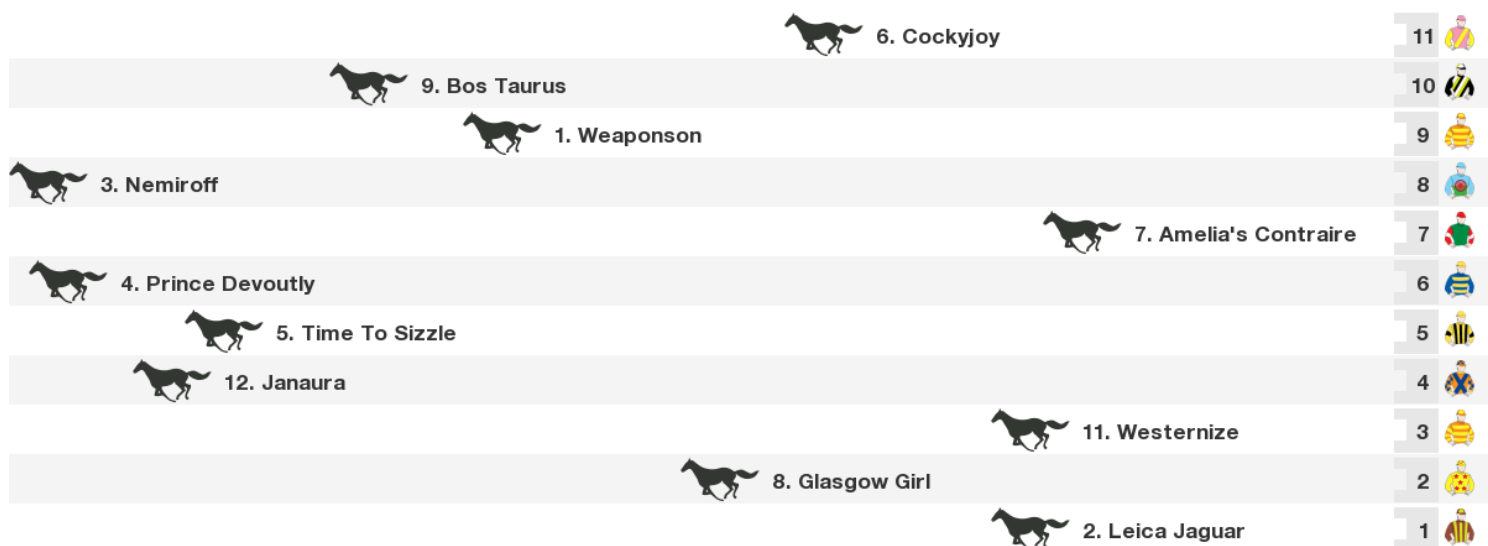 6. Cockyjoy 11
9. Bos Taurus 10
1. Weaponson 9
3. Nemiroff 8
7. Amelia's Contraire 7
4. Prince Devoutly 6
5. Time To Sizzle 5
12. Janaura 4
11. Westernize 3
8. Glasgow Girl 2
2. Leica Jaguar 1